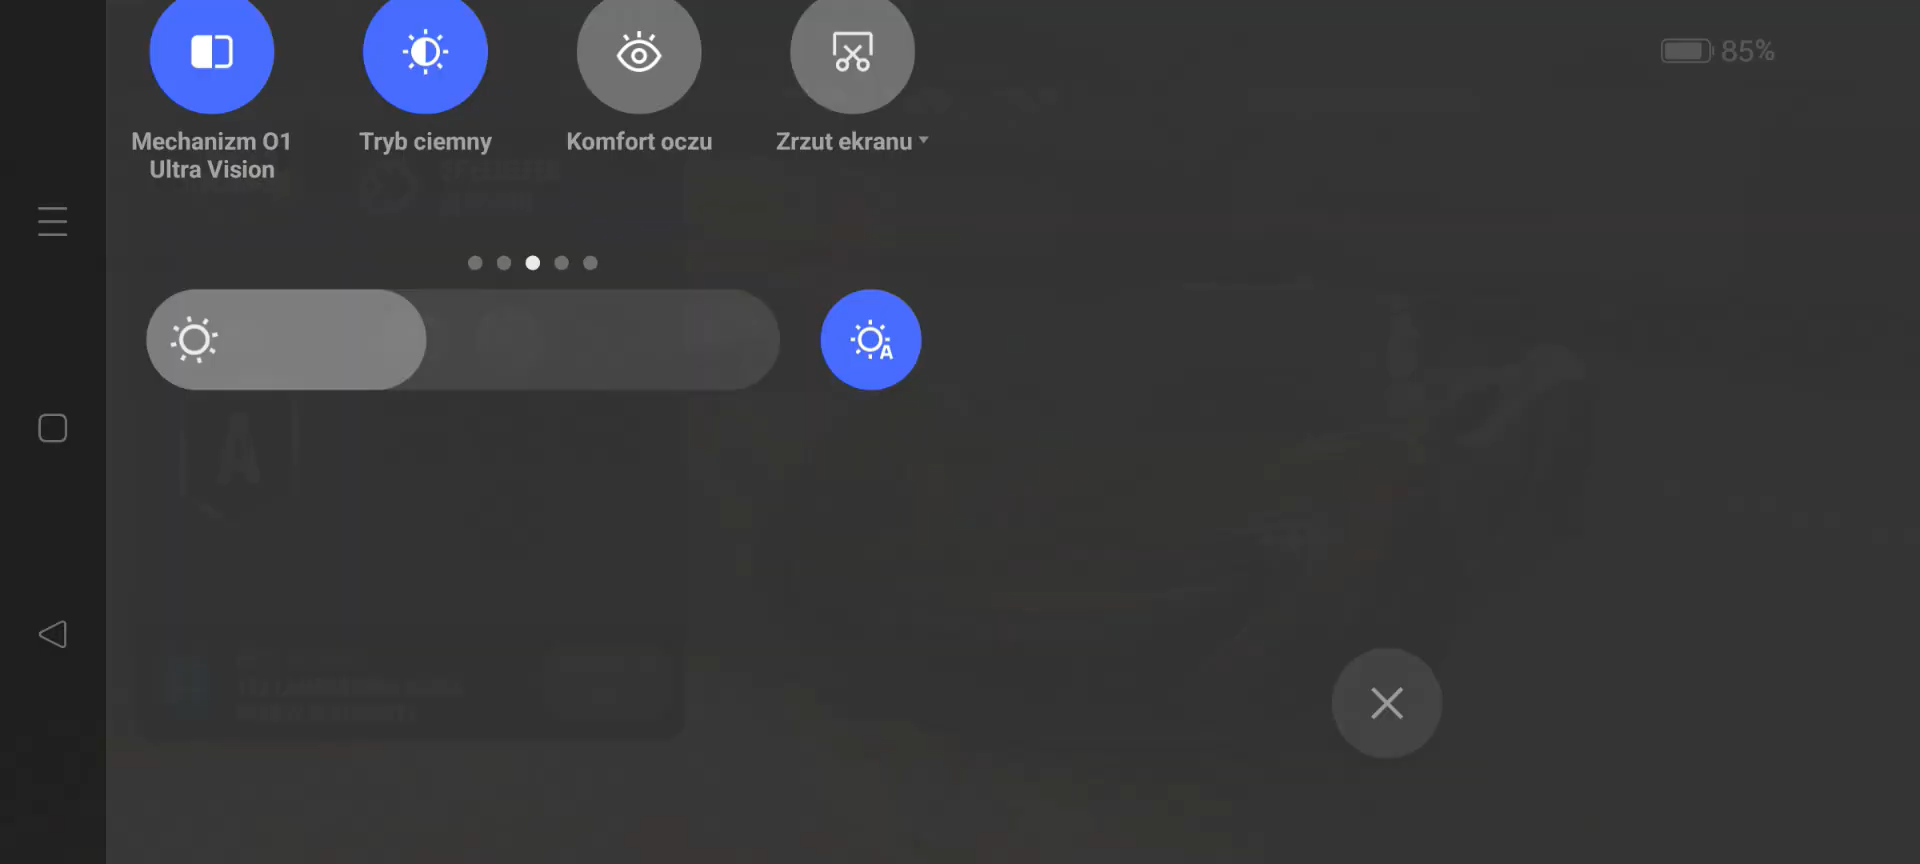 85%
Mechanizm O1
Ultra Vision
Tryb ciemny
Komfort oczu
Zrzut ekranu
A
A